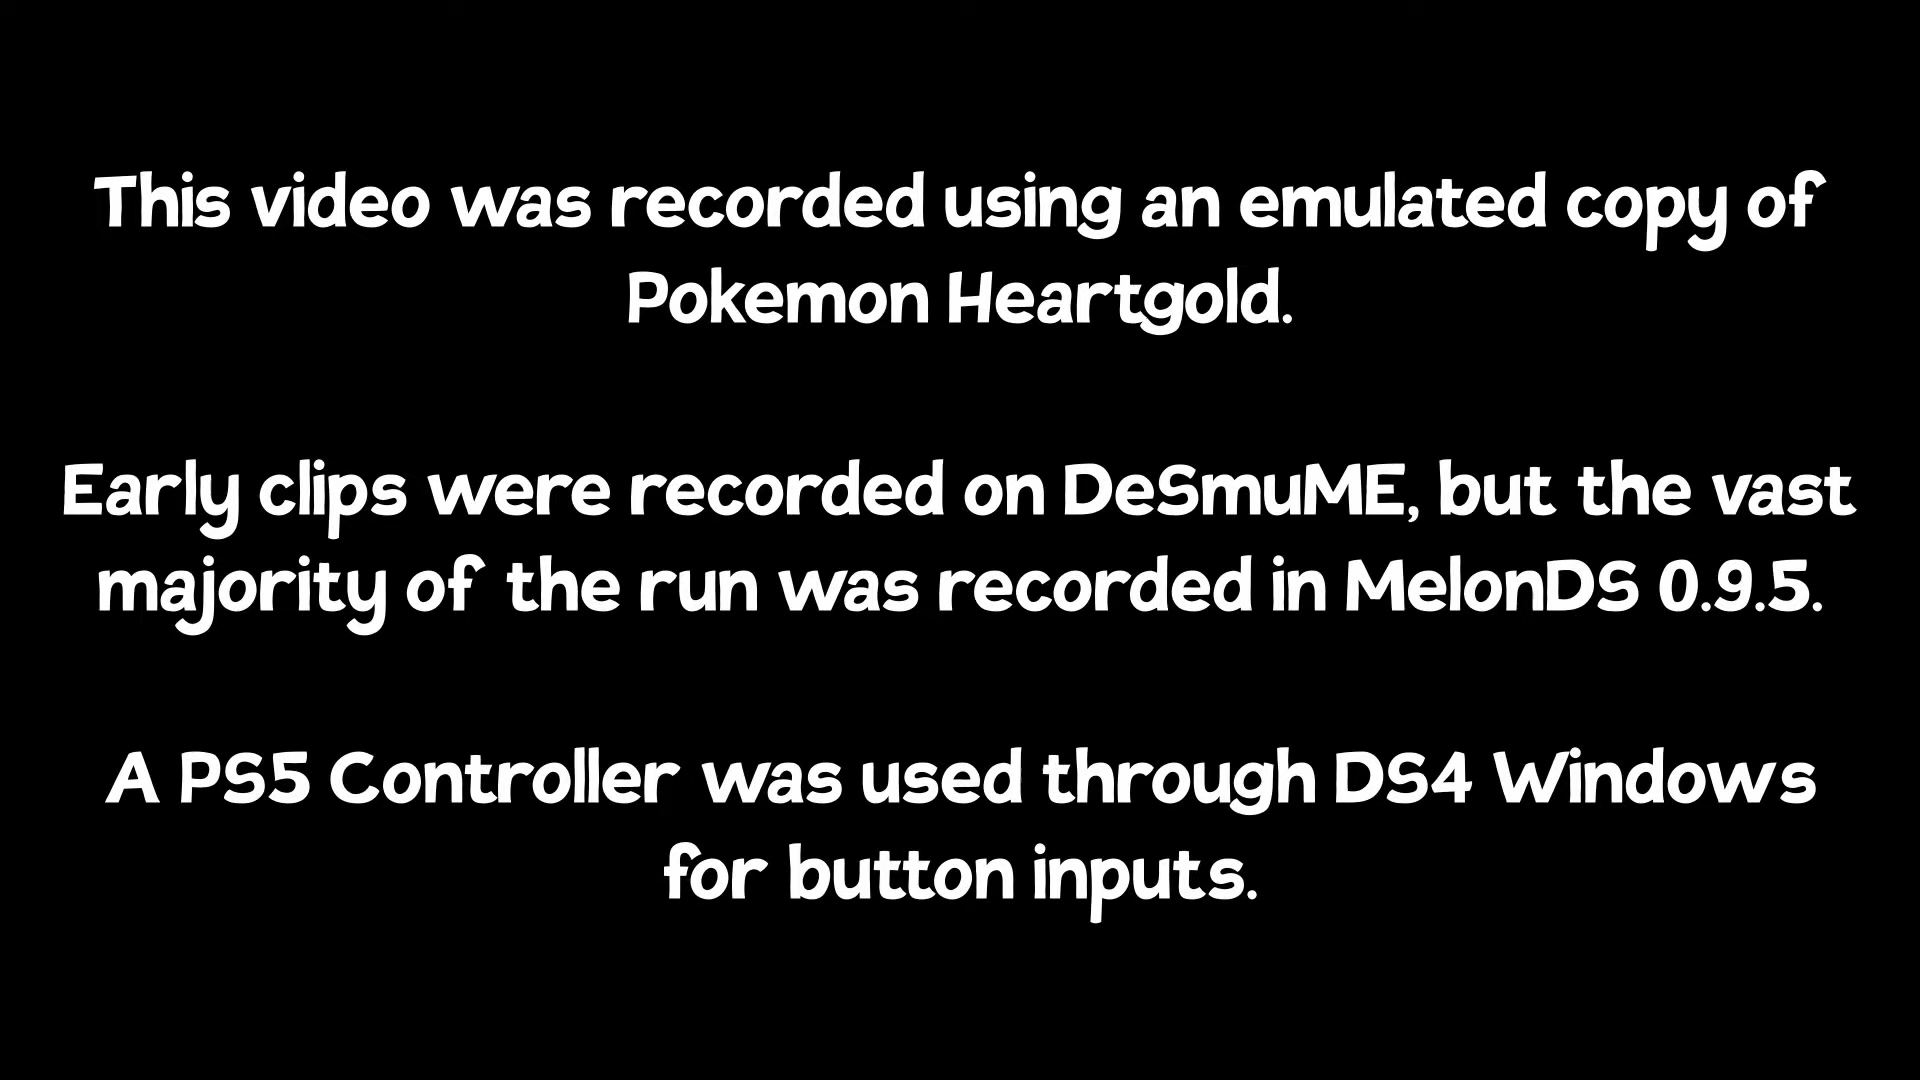 This video was recorded using an emulated copy of
Pokemon Heartgold.
Early clips were recorded on DeSmuME, but the vast
majority of the run was recorded in MelonDS 0.9.5.
A PS5 Controller was used through DS4 Windows
for button inputs.